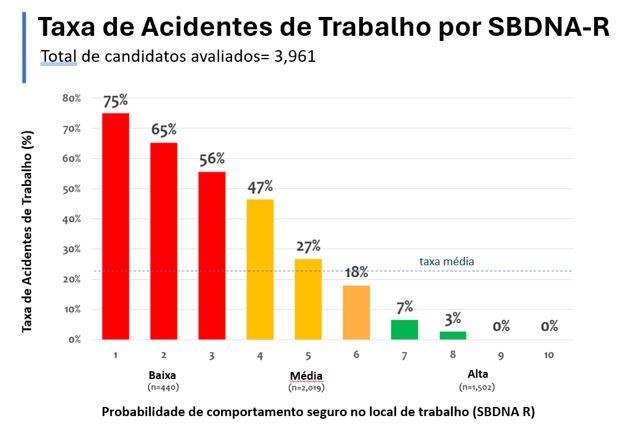 Taxa de Acidentes de Trabalho por SBDNA-R
Total de candidatos avaliados= 3,961
Taxa de Acidentes de Trabalho (%)
80%
70%
60%
50%
40%
30%
20%
10%
0%
75%
65%
56%
47%
27%
18%
7%
3%
0%
0%
taxa média
1 2 3 4 5 6 7 8 9 10
Baixa Média Alta
(n=440) (n=2,019) (n=1,502)
Probabilidade de comportamento seguro no local de trabalho (SBDNA R)